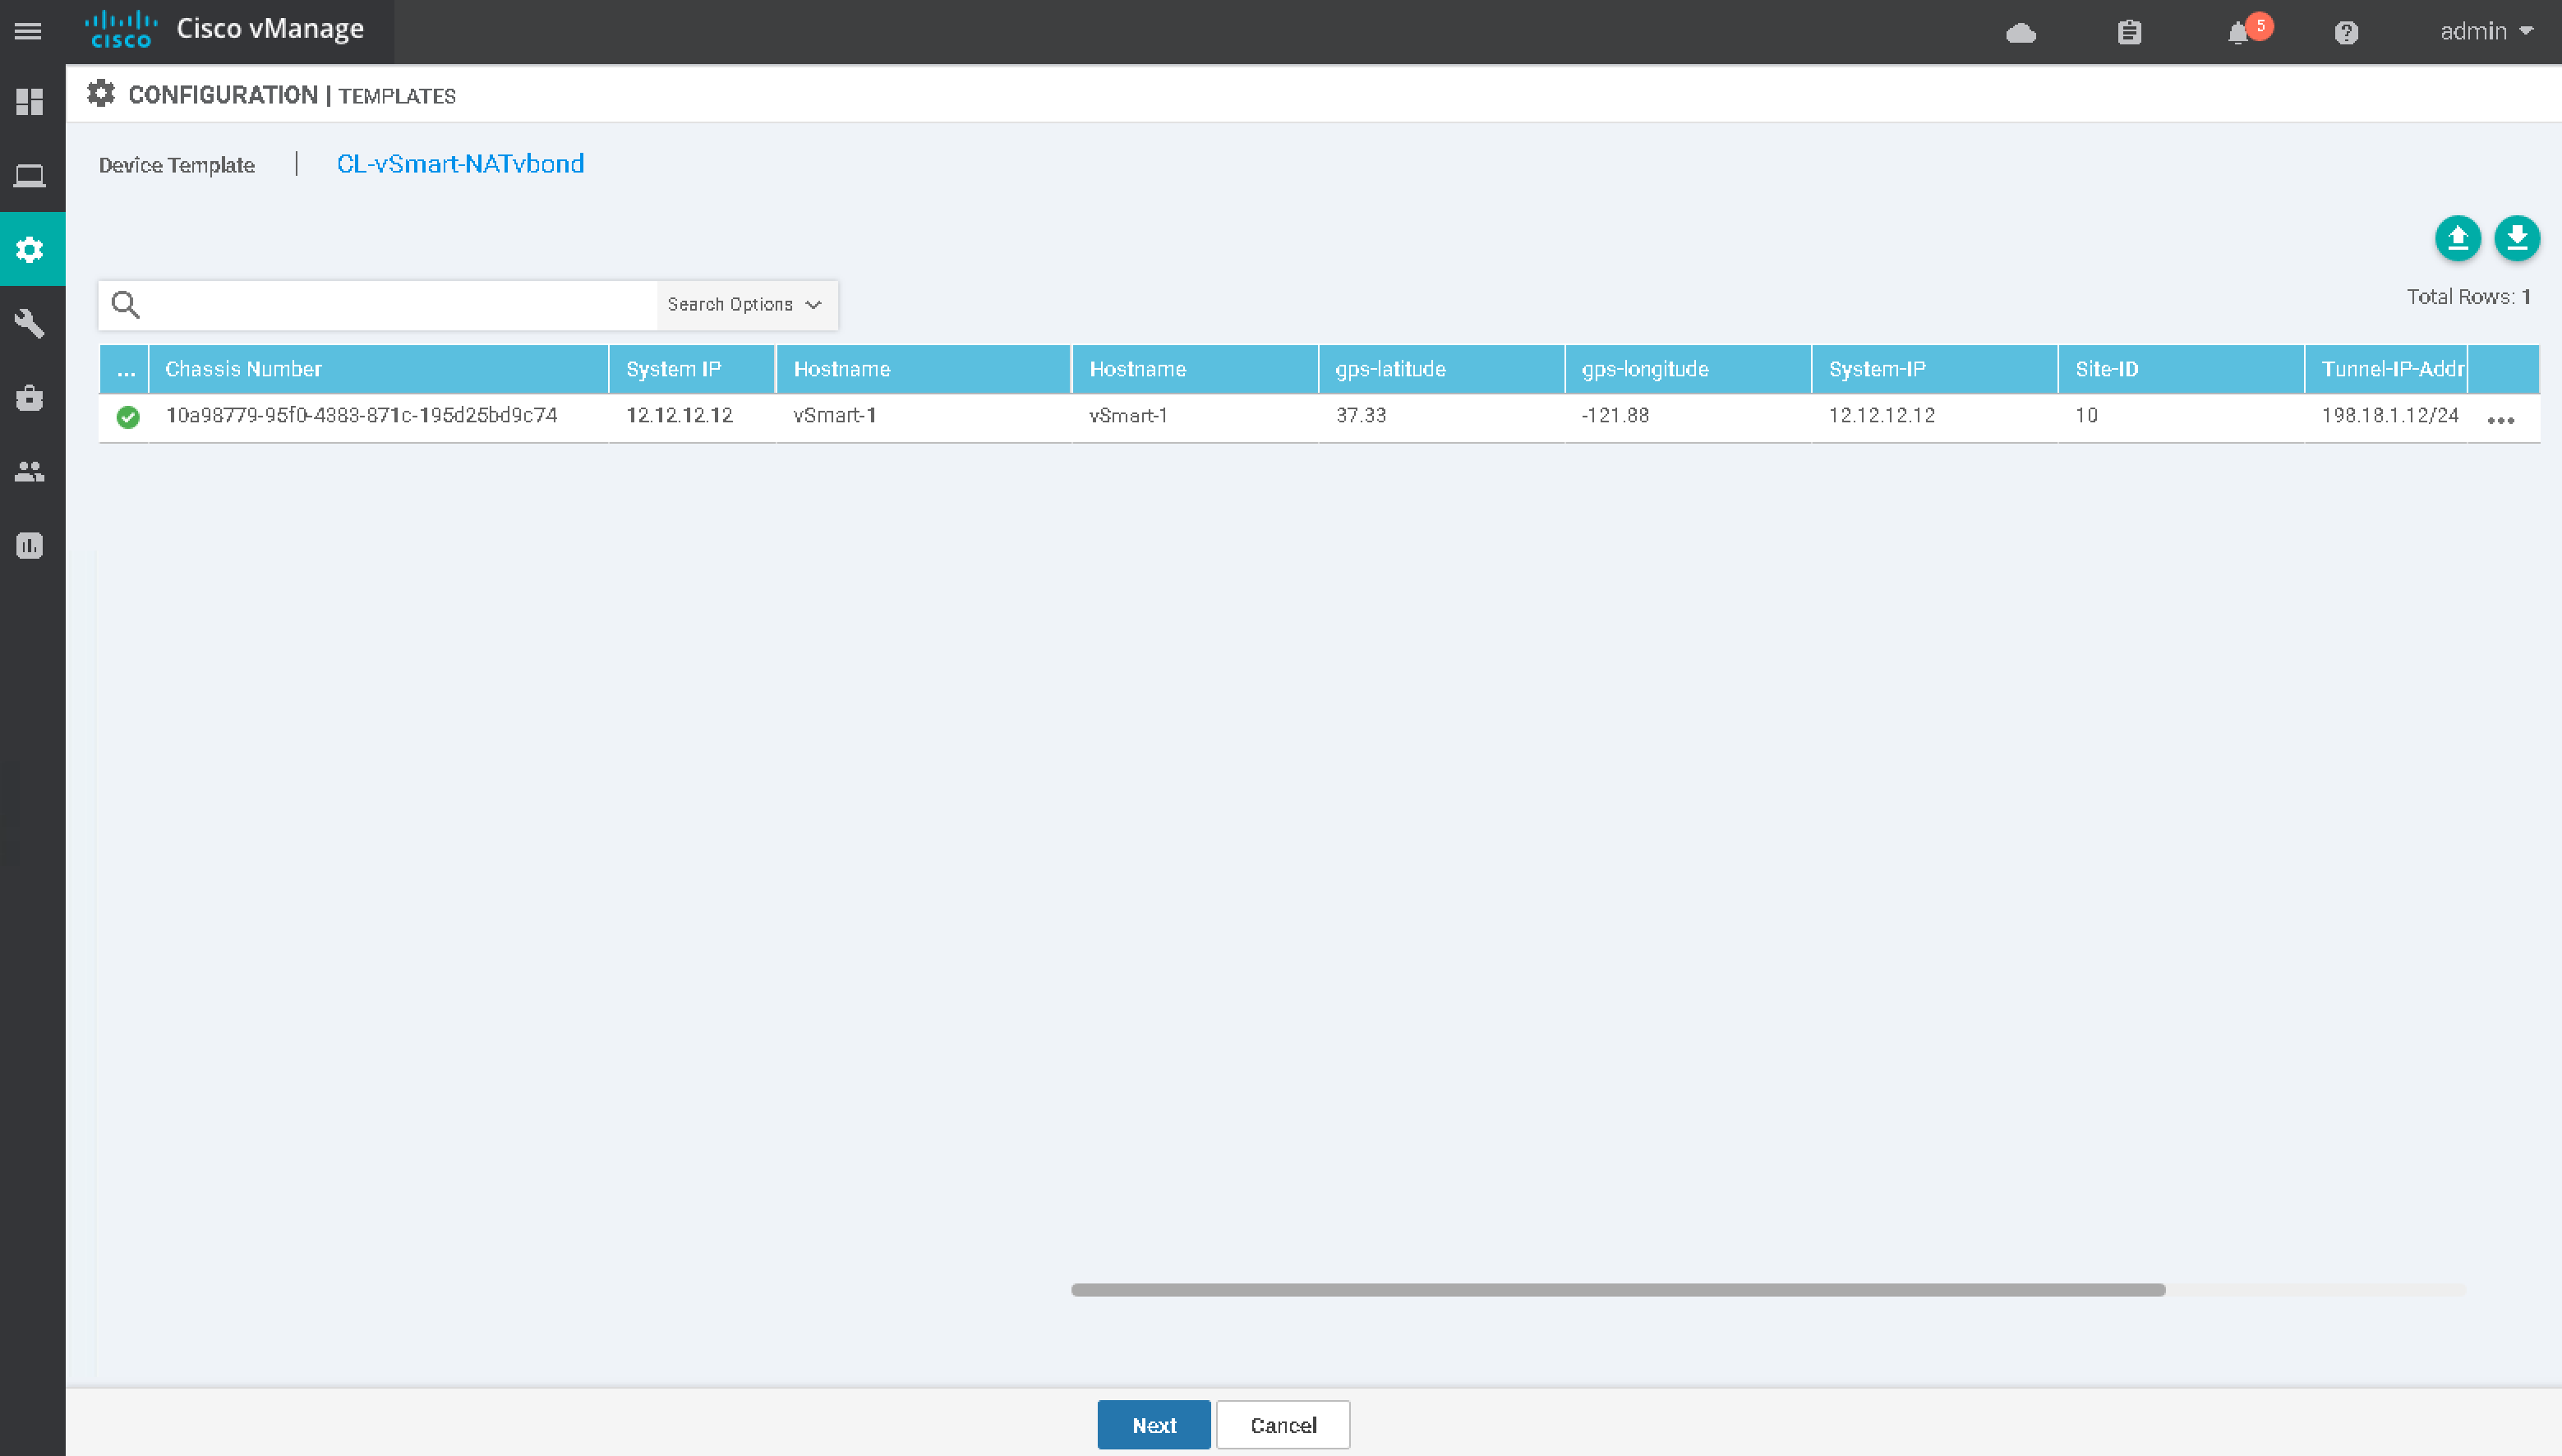 cisco Cisco vManage 5 admin
CONFIGURATION | TEMPLATES
Device Template | CL-vSmart-NATvbond
Search Options
Total Rows: 1
... Chassis Number System IP Hostname Hostname gps-latitude gps-longitude System-IP Site-ID Tunnel-IP-Addr
10a98779-95f0-4383-871c-195d25bd9c74 12.12.12.12 vSmart-1 vSmart-1 37.33 -121.88 12.12.12.12 10 198.18.1.12/24 •••
Next Cancel